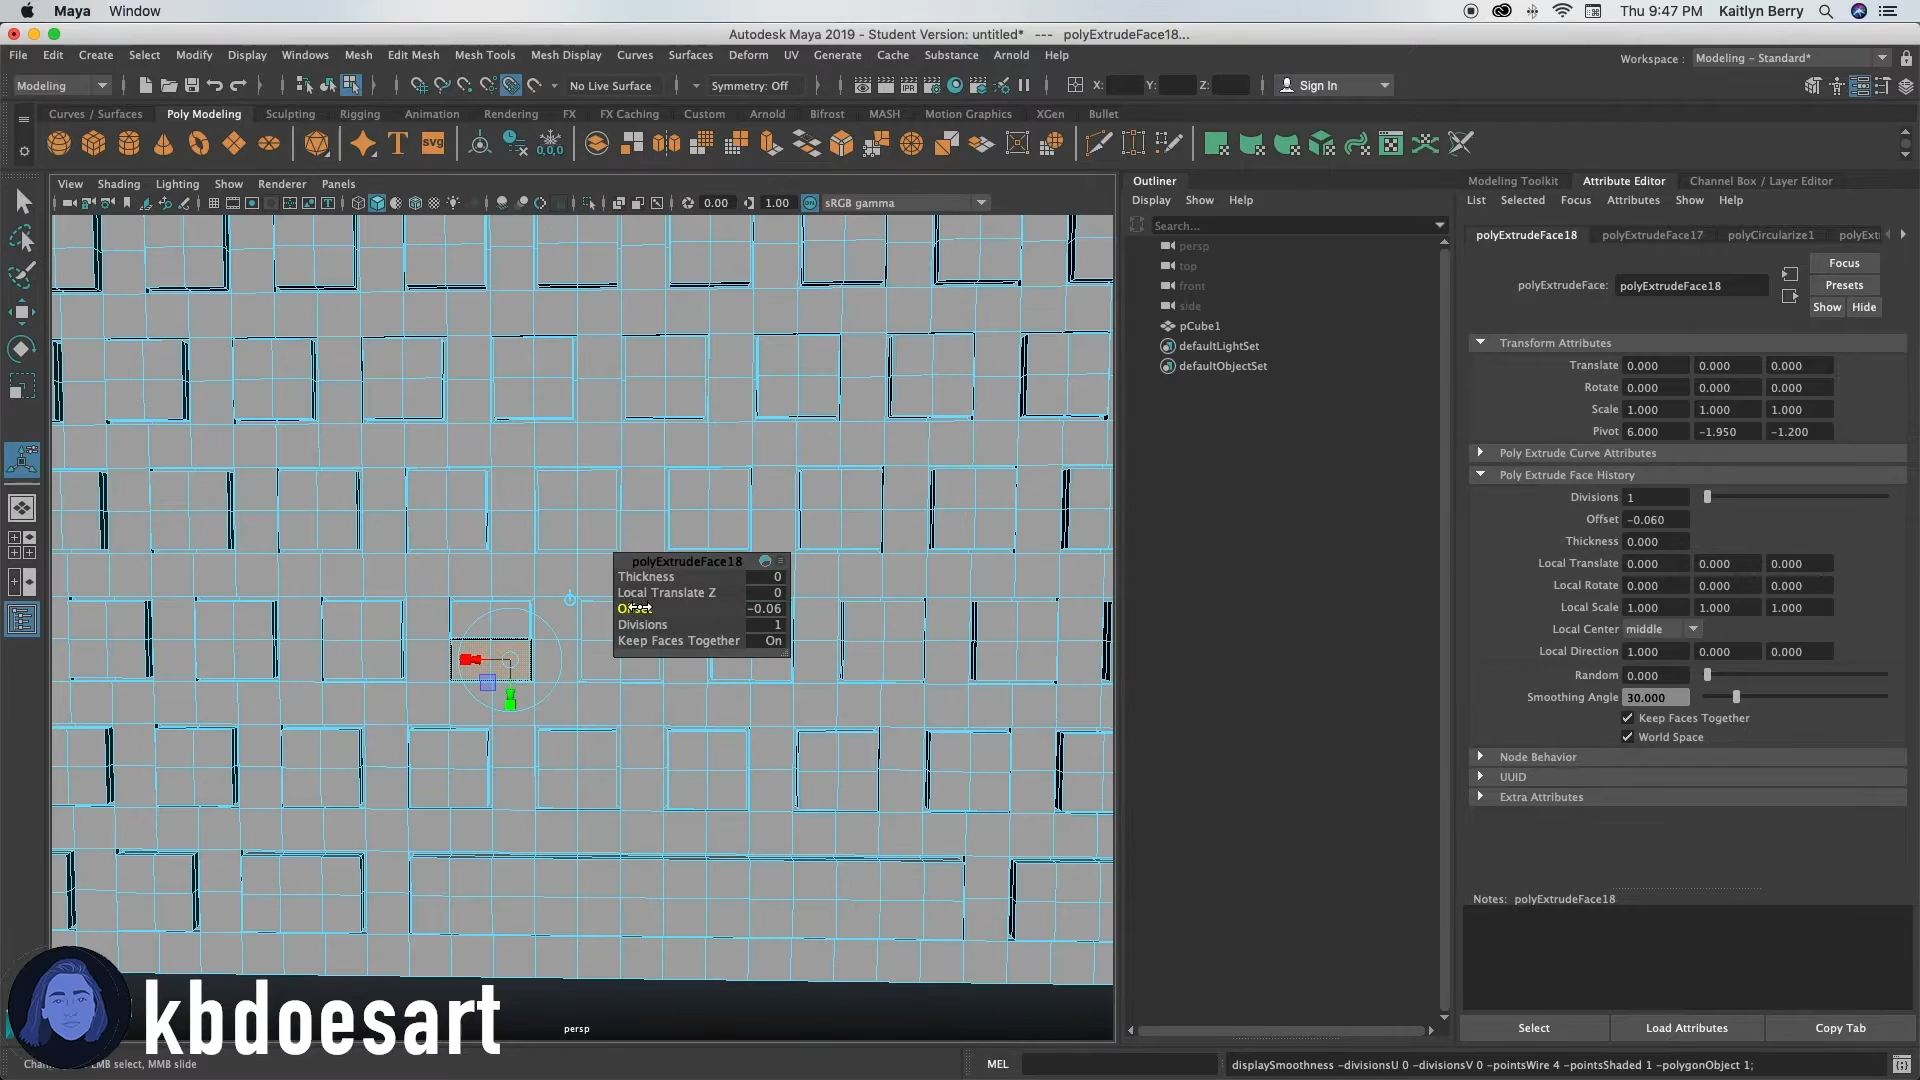 Maya Window
Thu 9:47 PM Kaitlyn Berry
Autodesk Maya 2019 - Student Version: untitled* --- polyExtrudeFace18...
File Edit Create Select Modify Display Windows Mesh Edit Mesh Mesh Tools Mesh Display Curves Surfaces Deform UV Generate Cache Substance Arnold Help
Workspace : Modeling - Standard*
Modeling No Live Surface Symmetry: Off X: Y: Z: Sign In
Curves / Surfaces Poly Modeling Sculpting Rigging Animation Rendering FX FX Caching Custom Arnold Bifrost MASH Motion Graphics XGen Bullet
T SVG 0,0,0
View Shading Lighting Show Renderer Panels
0.00 1.00 ON sRGB gamma
Outliner
Display Show Help
Search...
persp
top
front
side
pCube1
defaultLightSet
defaultObjectSet
Modeling Toolkit Attribute Editor Channel Box / Layer Editor
List Selected Focus Attributes Show Help
polyExtrudeFace18 polyExtrudeFace17 polyCircularize1 polyExt
Focus
polyExtrudeFace: polyExtrudeFace18 Presets
Show Hide
Transform Attributes
Translate 0.000 0.000 0.000
Rotate 0.000 0.000 0.000
Scale 1.000 1.000 1.000
Pivot 6.000 -1.950 -1.200
Poly Extrude Curve Attributes
Poly Extrude Face History
Divisions 1
Offset -0.060
Thickness 0.000
Local Translate 0.000 0.000 0.000
Local Rotate 0.000 0.000 0.000
Local Scale 1.000 1.000 1.000
Local Center middle
Local Direction 1.000 0.000 0.000
Random 0.000
Smoothing Angle 30.000
Keep Faces Together
World Space
Node Behavior
UUID
Extra Attributes
Notes: polyExtrudeFace18
Select Load Attributes Copy Tab
polyExtrudeFace18
Thickness 0
Local Translate Z 0
-0.06
Divisions 1
Keep Faces Together On
kbdoesart
persp
MB select, MMB slide
MEL
displaySmoothness -divisionsU 0 -divisionsV 0 -pointsWire 4 -pointsShaded 1 -polygonObject 1;